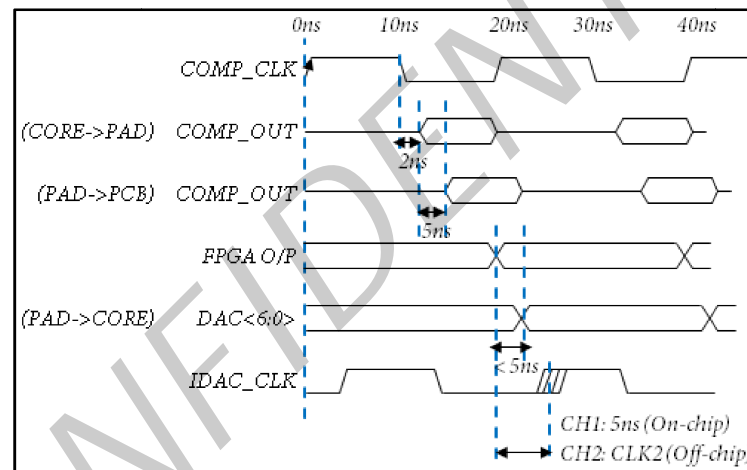 0ns 10ns 20ns 30ns 40ns
COMP_CLK
(CORE->PAD) COMP_OUT
2ns
(PAD->PCB) COMP_OUT
5ns
FPGA O/P
(PAD->CORE) DAC<6:0>
<5ns
IDAC_CLK
CH1: 5ns (On-chip)
CH2: CLK2 (Off-chip)
NFIDENT